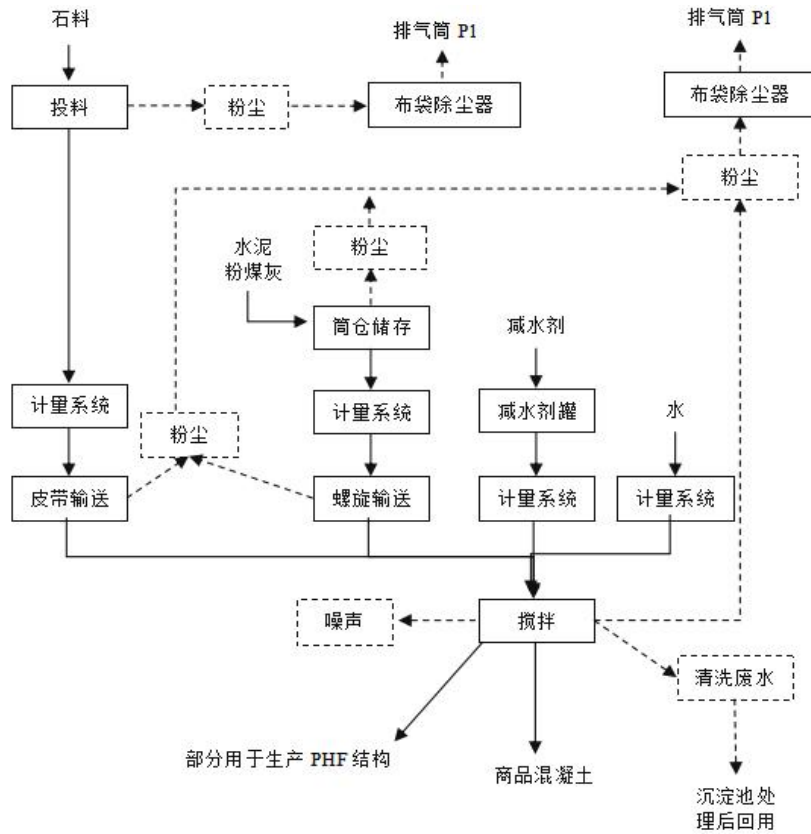 石料
排气筒 P1
排气筒 P1
投料
粉尘
布袋除尘器
布袋除尘器
粉尘
水泥
粉煤灰
粉尘
筒仓储存
减水剂
计量系统
粉尘
计量系统
减水剂罐
水
皮带输送
螺旋输送
计量系统
计量系统
噪声
搅拌
清洗废水
部分用于生产 PHF 结构
商品混凝土
沉淀池处
理后回用